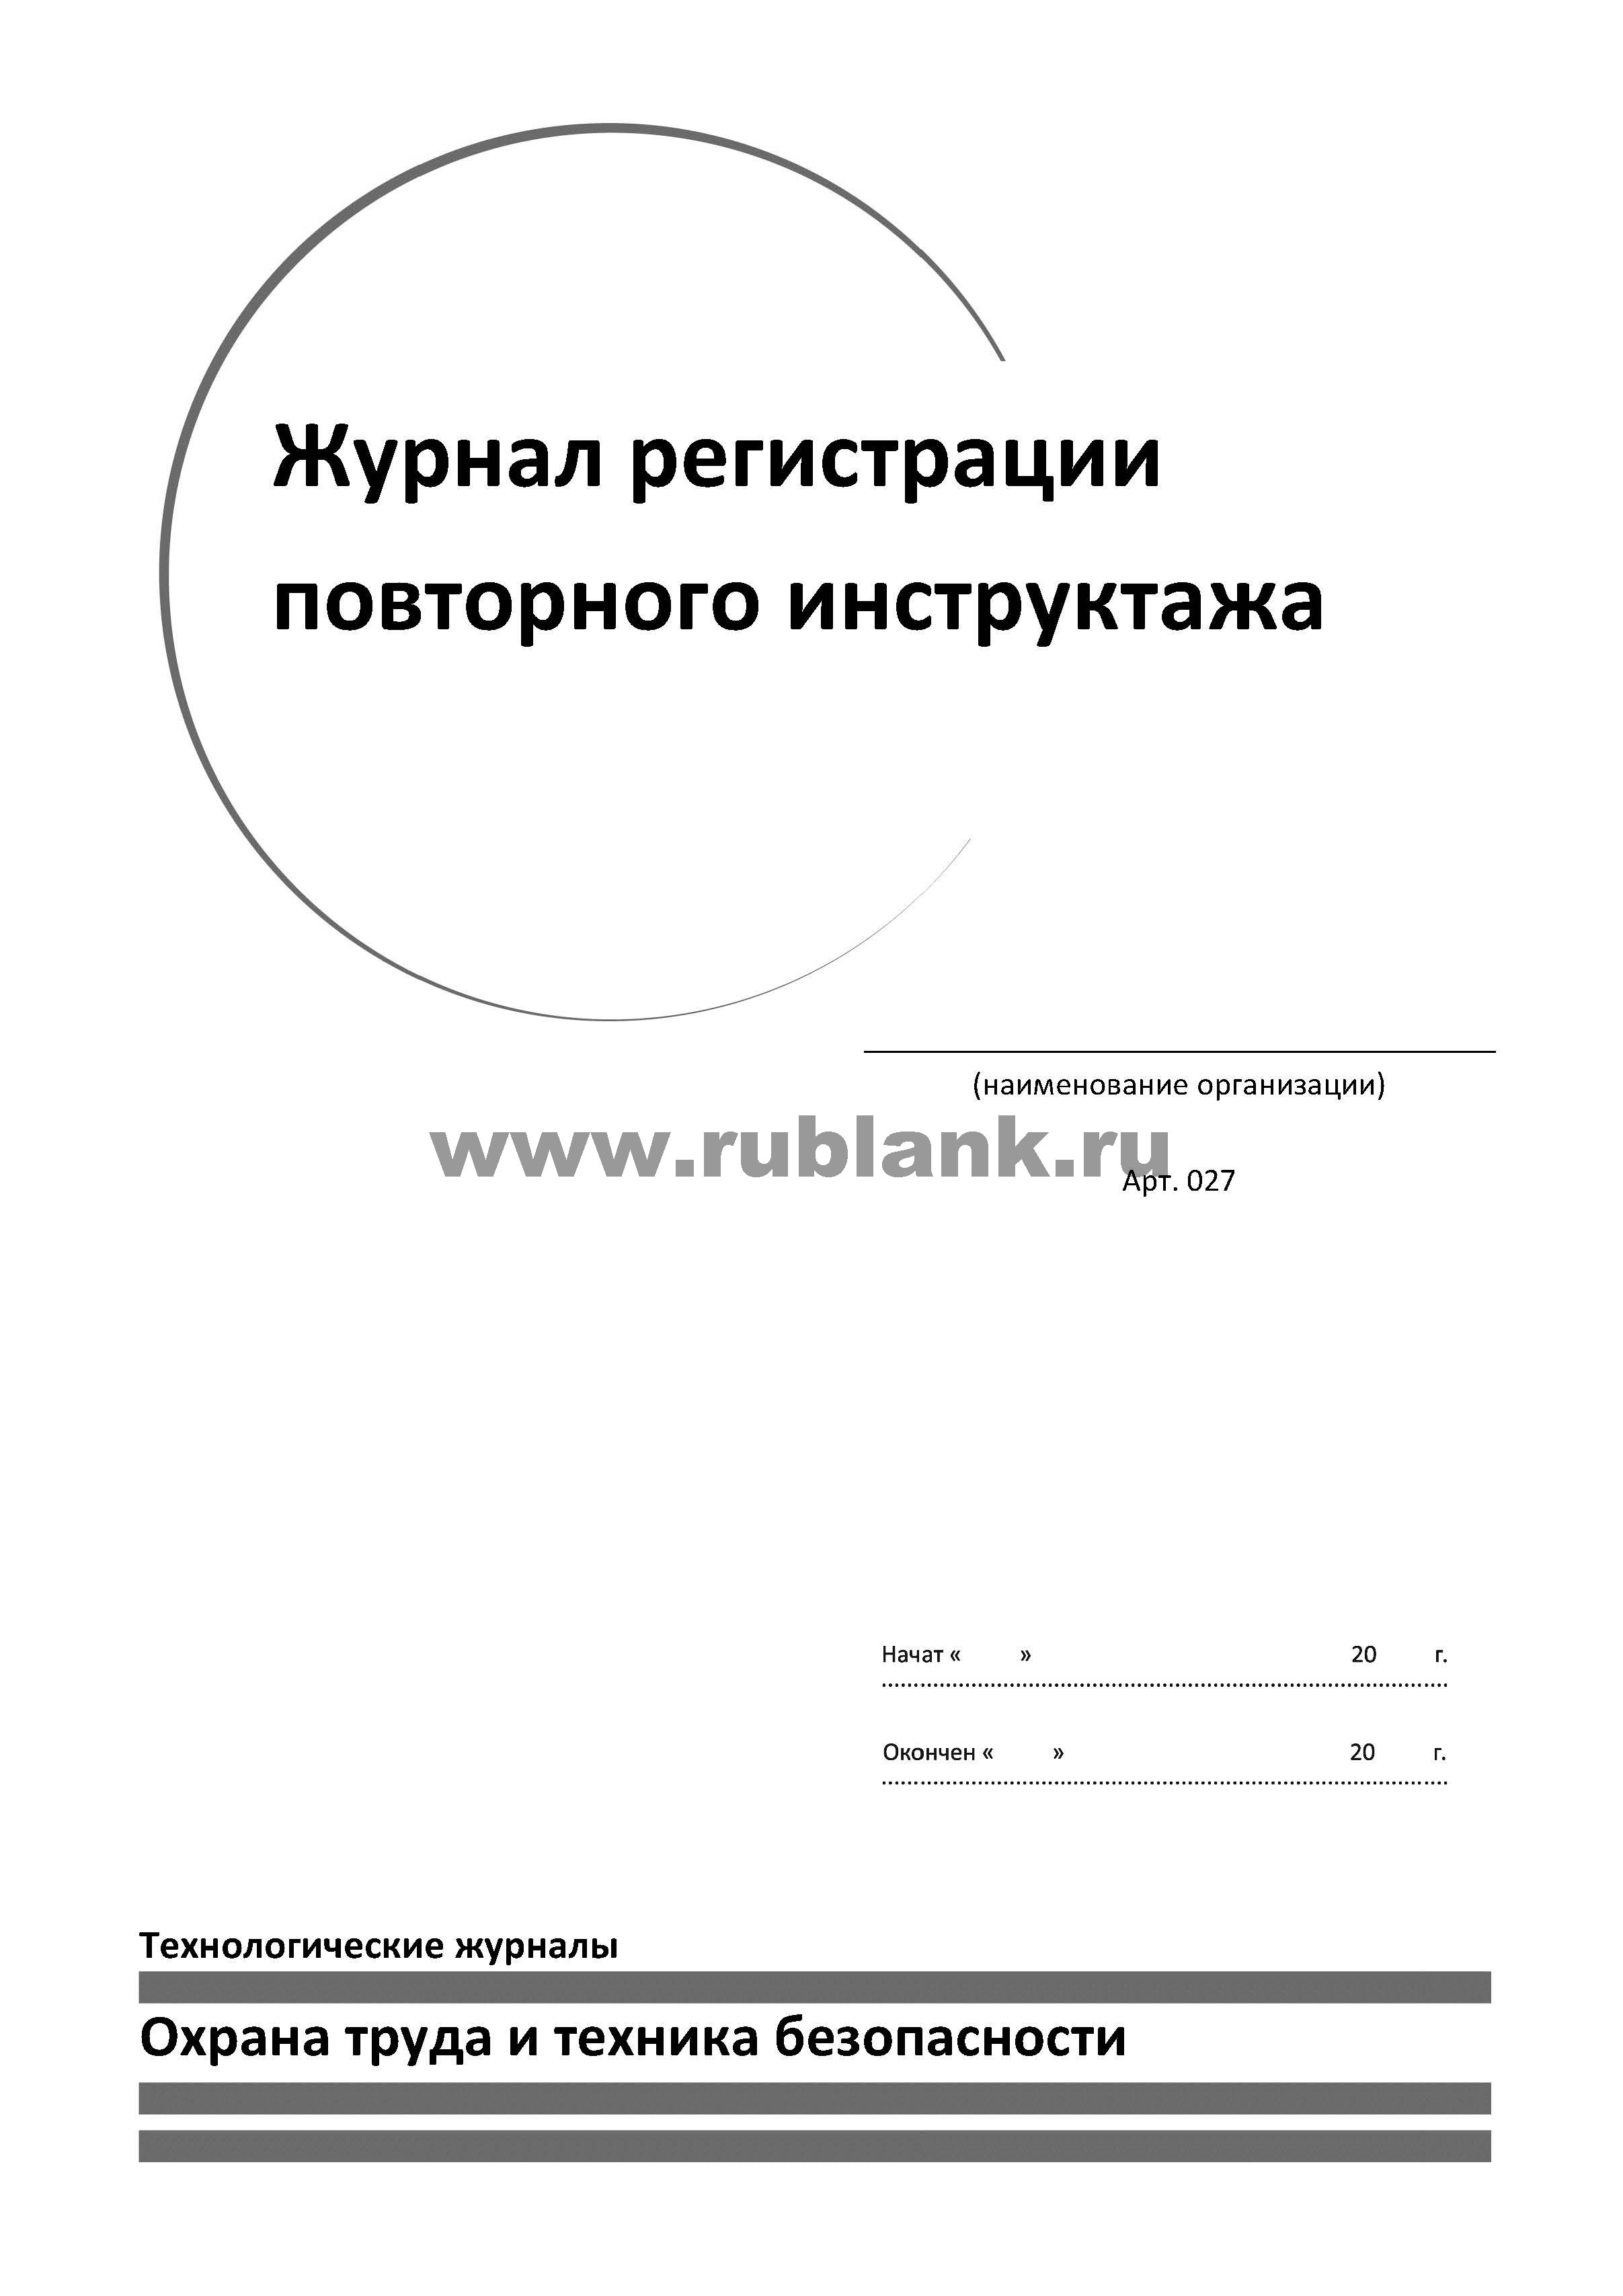 Журнал регистрации
повторного инструктажа
(наименование организации)
www.rublank.ru
Арт. 027
Начат « » 20 г.
Окончен « » 20 г.
Технологические журналы
Охрана труда и техника безопасности